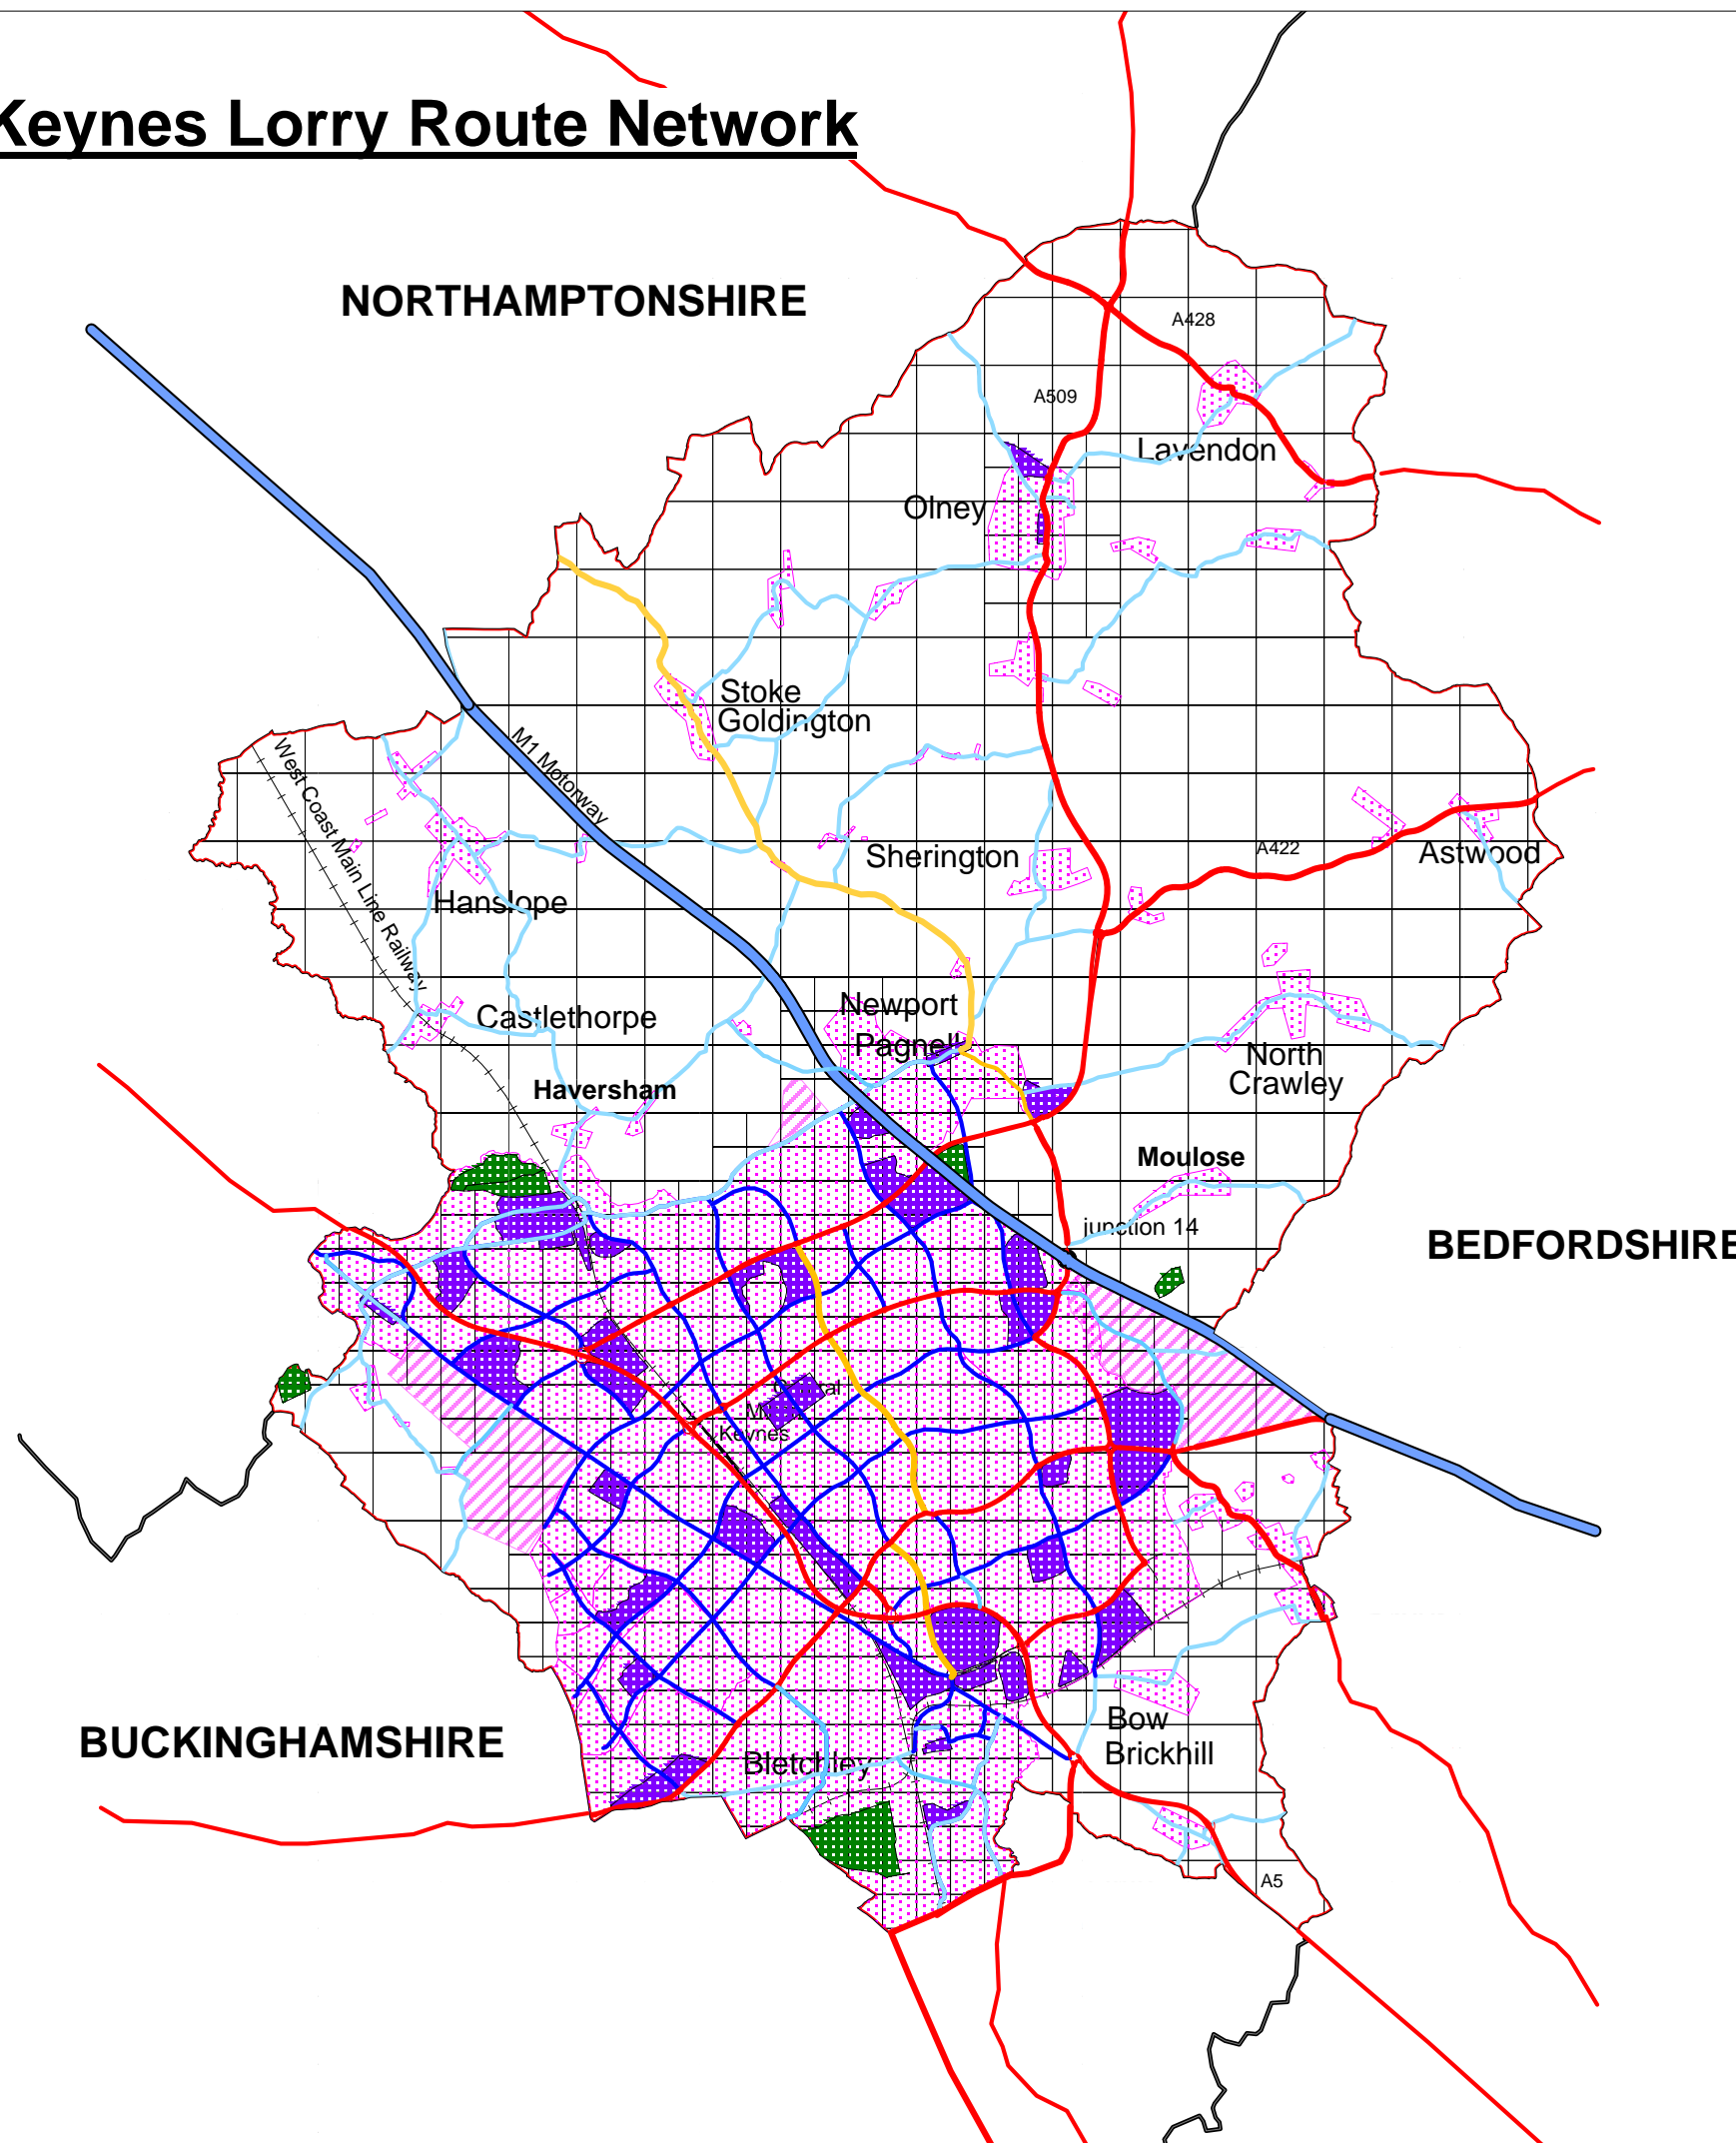 Keynes Lorry Route Network
NORTHAMPTONSHIRE
A428
A509
Lavendon
Olney
Stoke
Goldington
M1 Motorway
West Coast Main Line Railway
Sherington
A422
Astwood
Hanslope
Newport
Pagnell
Castlethorpe
North
Crawley
Haversham
Moulose
junction 14
BEDFORDSHIRE
Keynes
Bow
Brickhill
BUCKINGHAMSHIRE
Bletchley
A5